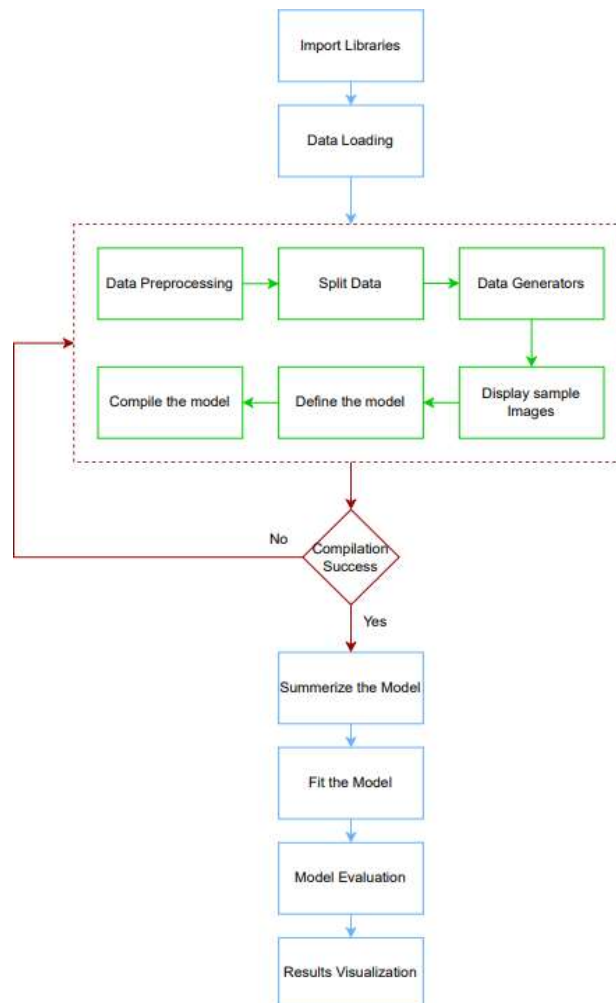 Import Libraries
Data Loading
Data Preprocessing
Split Data
Data Generators
Display sample
Images
Define the model
Compile the model
Compilation
Success
No
Yes
Summerize the Model
Fit the Model
Model Evaluation
Results Visualization